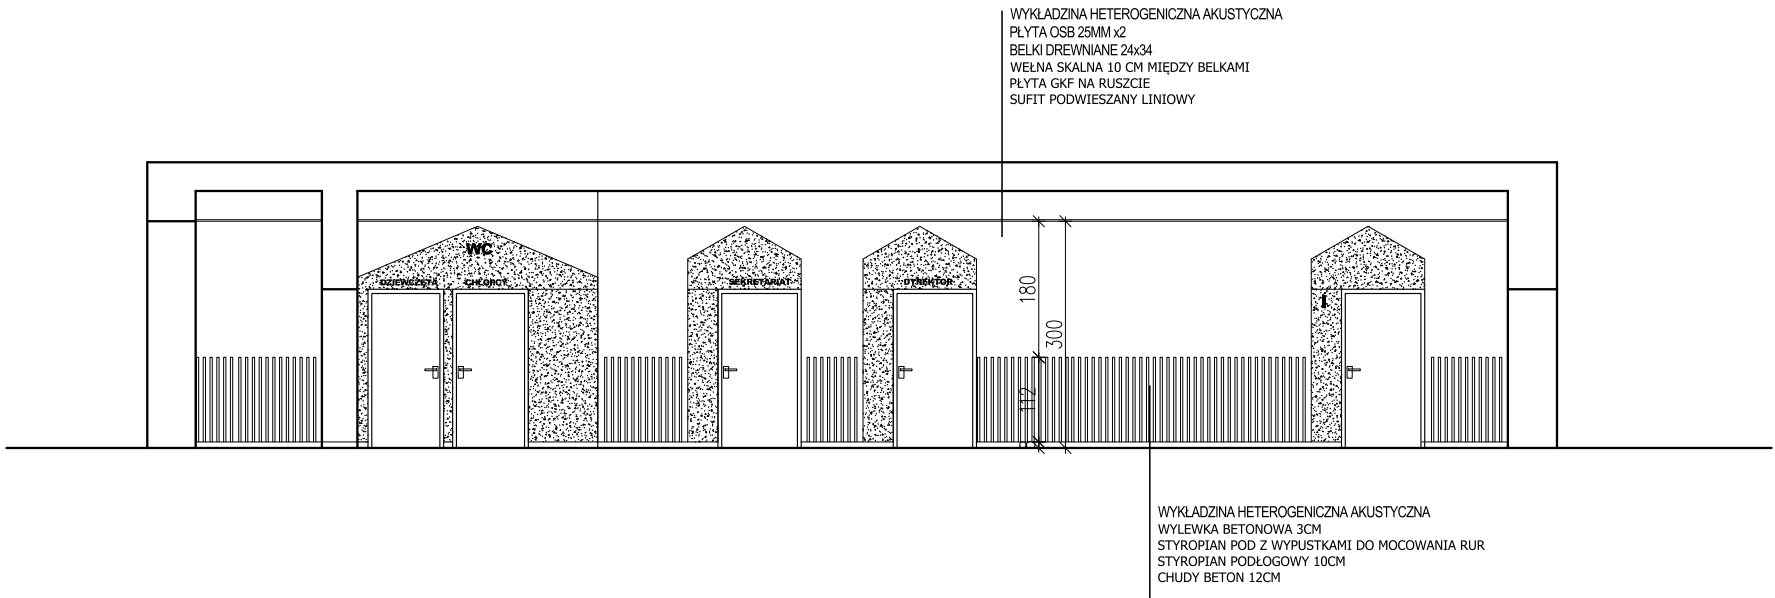 WYKŁADZINA HETEROGENICZNA AKUSTYCZNA
PŁYTA OSB 25MM x2
BELKI DREWNIANE 24x34
WEŁNA SKALNA 10 CM MIĘDZY BELKAMI
PŁYTA GKF NA RUSZCIE
SUFIT PODWIESZANY LINIOWY
WC
DZIEWCZĘTA CHŁOPCY SEKRETARIAT DYREKTOR
1
180
300
112
WYKŁADZINA HETEROGENICZNA AKUSTYCZNA
WYLEWKA BETONOWA 3CM
STYROPIAN POD Z WYPUSTKAMI DO MOCOWANIA RUR
STYROPIAN PODŁOGOWY 10CM
CHUDY BETON 12CM